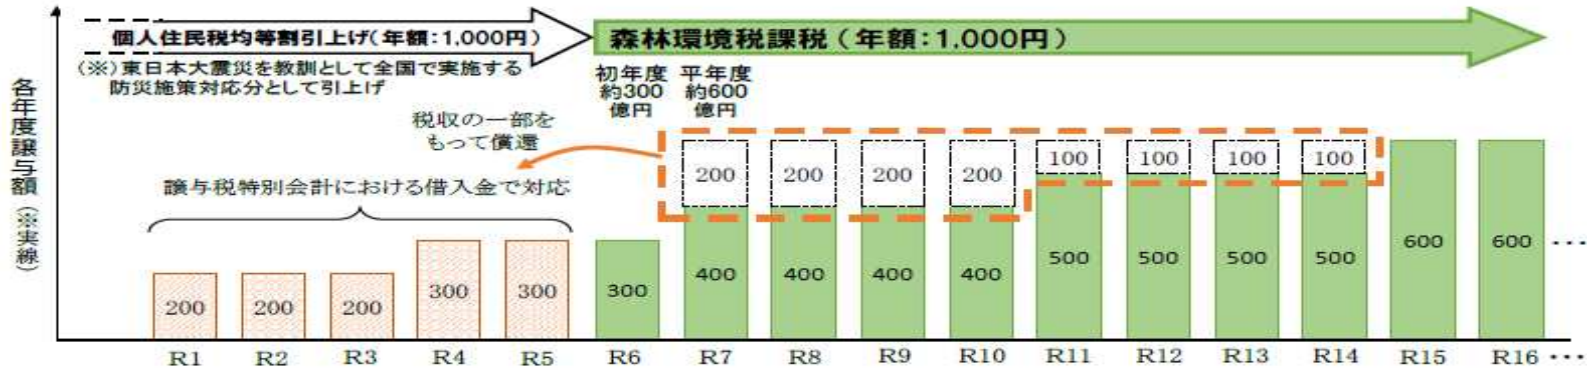 個人住民税均等割引上げ(年額:1,000円)
(※)東日本大震災を教訓として全国で実施する
防災施策対応分として引上げ
森林環境税課税(年額:1,000円)
初年度
約300
億円
平年度
約600
億円
各年度譲与額(※実線)
税収の一部を
もって償還
譲与税特別会計における借入金で対応
200 200 200 200 100 100 100 100
200 200 200 300 300 300 400 400 400 400 500 500 500 500 600 600 ・・・
R1 R2 R3 R4 R5 R6 R7 R8 R9 R10 R11 R12 R13 R14 R15 R16 ・・・